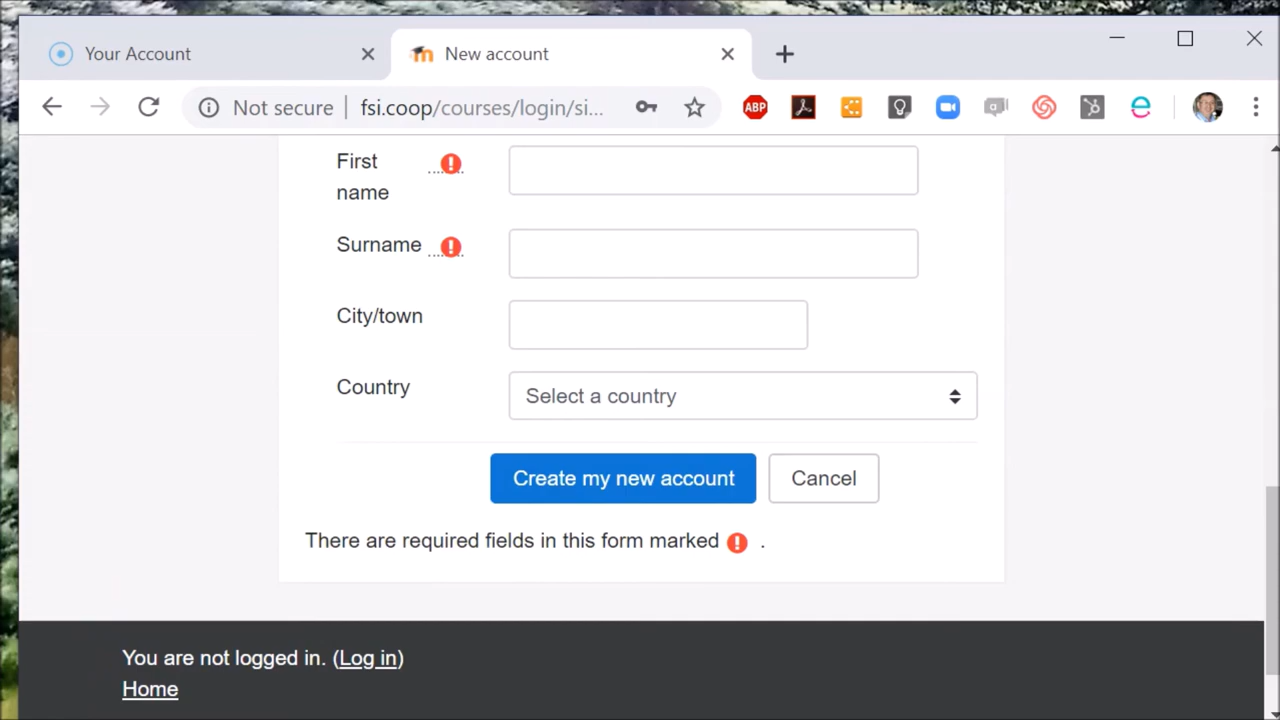 Your Account
New account
Not secure | fsi.coop/courses/login/si...
ABP
First
name
Surname
City/town
Country
Select a country
Create my new account
Cancel
There are required fields in this form marked .
You are not logged in. (Log in)
Home